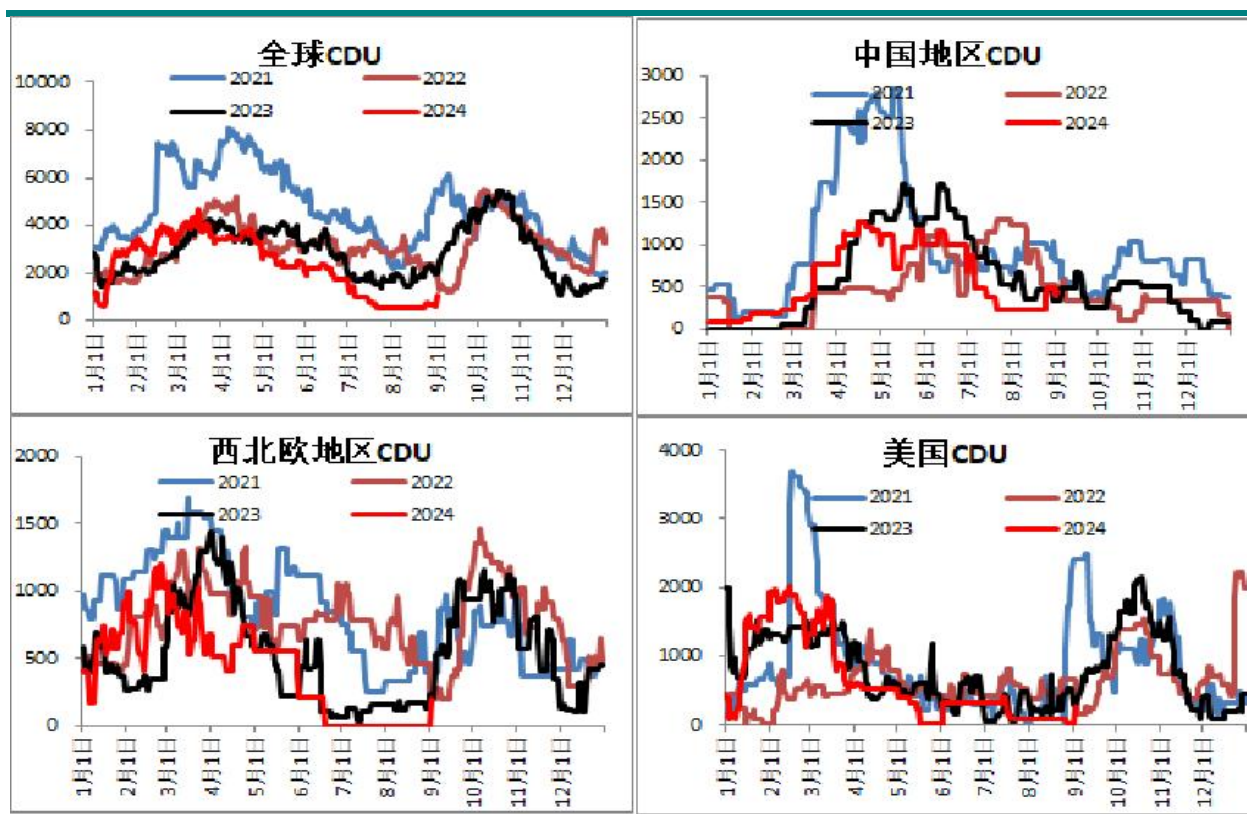 全球CDU
2021
2022
2023
2024
10000
8000
6000
4000
2000
0
1月1日
2月1日
3月1日
4月1日
5月1日
6月1日
7月1日
8月1日
9月1日
10月1日
11月1日
12月1日
中国地区CDU
2021
2022
2023
2024
3000
2500
2000
1500
1000
500
0
1月1日
2月1日
3月1日
4月1日
5月1日
6月1日
7月1日
8月1日
9月1日
10月1日
11月1日
12月1日
西北欧地区CDU
2021
2022
2023
2024
2000
1500
1000
500
0
1月1日
2月1日
3月1日
4月1日
5月1日
6月1日
7月1日
8月1日
9月1日
10月1日
11月1日
12月1日
美国CDU
2021
2022
2023
2024
4000
3000
2000
1000
0
1月1日
2月1日
3月1日
4月1日
5月1日
6月1日
7月1日
8月1日
9月1日
10月1日
11月1日
12月1日